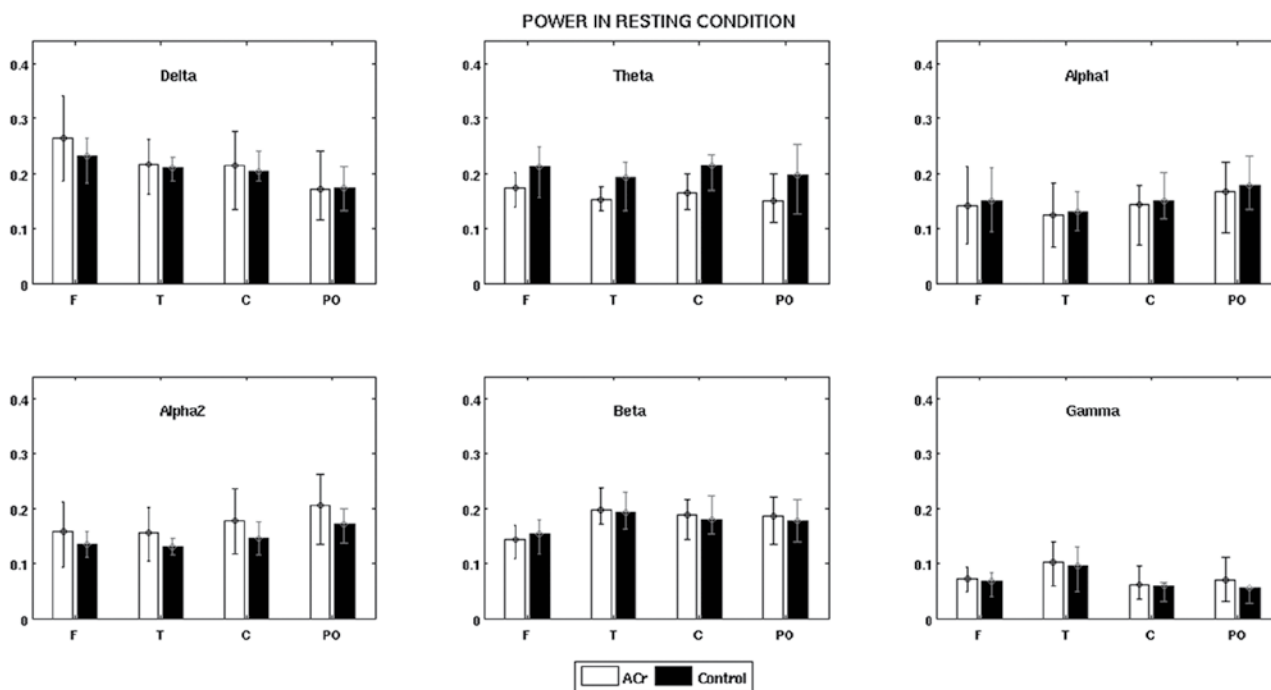 POWER IN RESTING CONDITION
Delta
0.4
0.3
0.2
0.1
0
F T C PO
Theta
0.4
0.3
0.2
0.1
0
F T C PO
Alpha1
0.4
0.3
0.2
0.1
0
F T C PO
Alpha2
0.4
0.3
0.2
0.1
0
F T C PO
Beta
0.4
0.3
0.2
0.1
0
F T C PO
Gamma
0.4
0.3
0.2
0.1
0
F T C PO
ACr Control